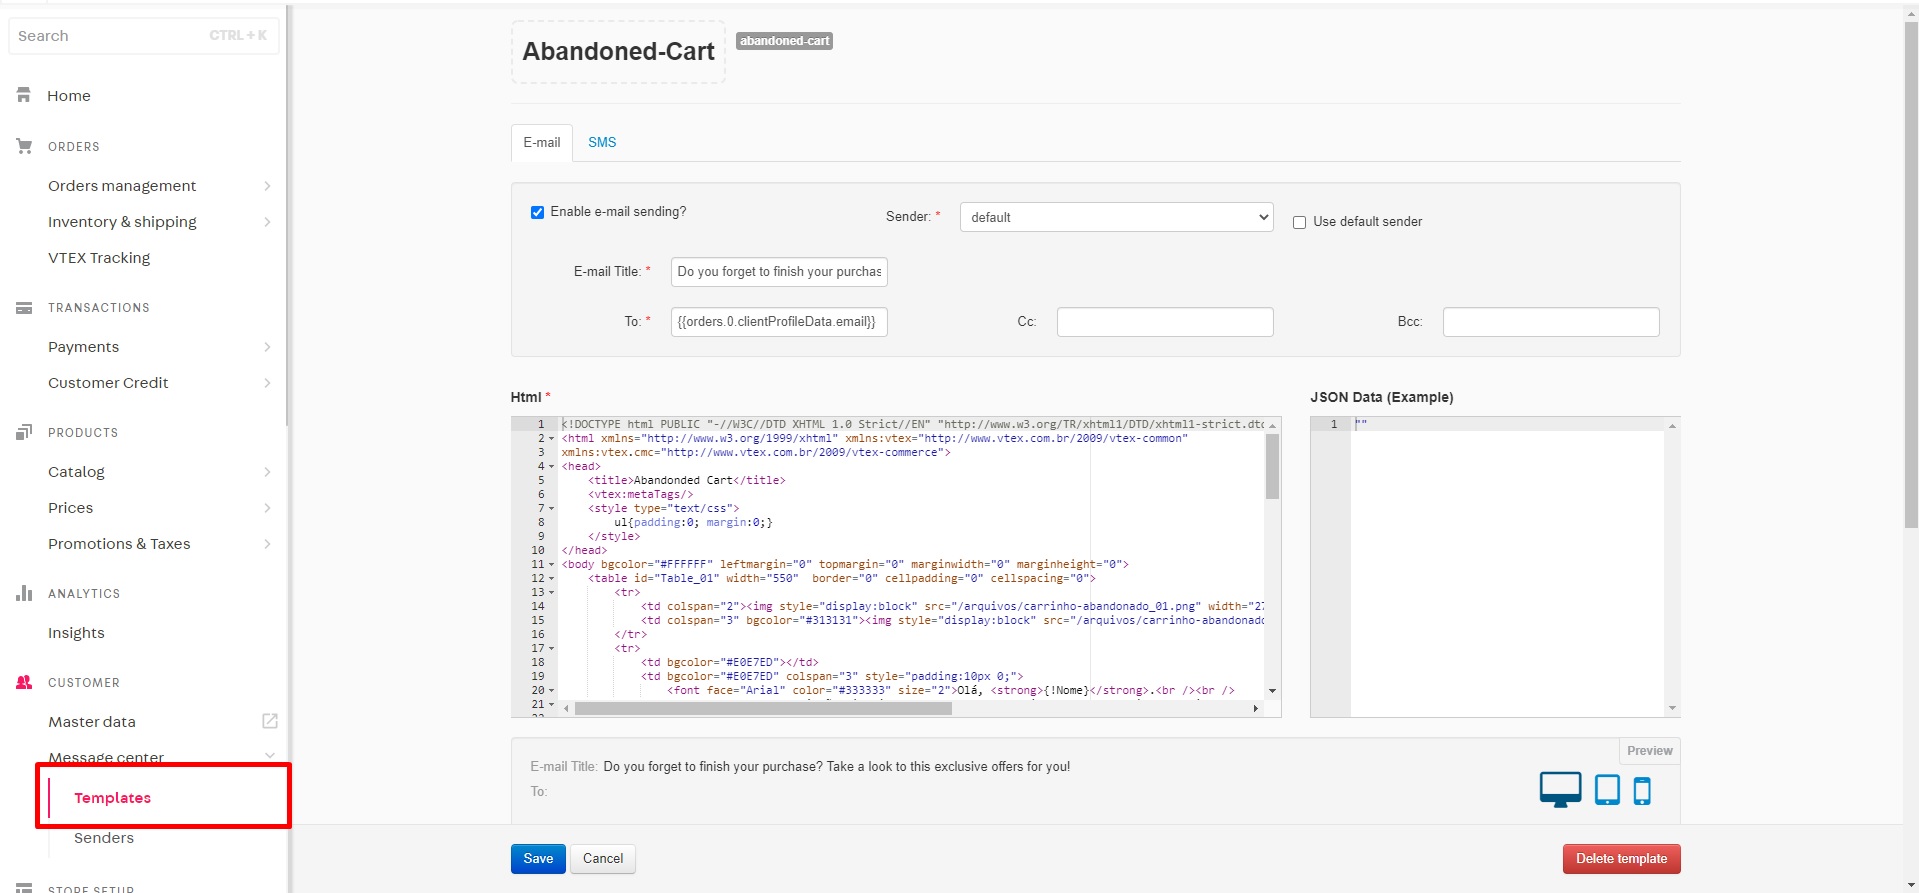 Search CTRL + K
Home
ORDERS
Orders management
Inventory & shipping
VTEX Tracking
TRANSACTIONS
Payments
Customer Credit
PRODUCTS
Catalog
Prices
Promotions & Taxes
ANALYTICS
Insights
CUSTOMER
Master data
Message center
Templates
Senders
STORE SETUP
Abandoned-Cart abandoned-cart
E-mail SMS
Enable e-mail sending? Sender: * default Use default sender
E-mail Title: * Do you forget to finish your purchas
To: * {{orders.0.clientProfileData.email}} Cc: Bcc:
Html *
1 <!DOCTYPE html PUBLIC "-//W3C//DTD XHTML 1.0 Strict//EN" "http://www.w3.org/TR/xhtml1/DTD/xhtml1-strict.dtd
2 <html xmlns="http://www.w3.org/1999/xhtml" xmlns:vtex="http://www.vtex.com.br/2009/vtex-common"
3 xmlns:vtex.cmc="http://www.vtex.com.br/2009/vtex-commerce">
4 <head>
5 <title>Abandonded Cart</title>
6 <vtex:metaTags/>
7 <style type="text/css">
8 ul{padding:0; margin:0;}
9 </style>
10 </head>
11 <body bgcolor="#FFFFFF" leftmargin="0" topmargin="0" marginwidth="0" marginheight="0">
12 <table id="Table_01" width="550"  border="0" cellpadding="0" cellspacing="0">
13 <tr>
14 <td colspan="2"><img style="display:block" src="/arquivos/carrinho-abandonado_01.png" width="27
15 <td colspan="3" bgcolor="#313131"><img style="display:block" src="/arquivos/carrinho-abandonado
16 </tr>
17 <tr>
18 <td bgcolor="#E0E7ED"></td>
19 <td bgcolor="#E0E7ED" colspan="3" style="padding:10px 0;">
20 <font face="Arial" color="#333333" size="2">Olá, <strong>{!Nome}</strong>.<br /><br />
21
JSON Data (Example)
1 ""
Preview
E-mail Title: Do you forget to finish your purchase? Take a look to this exclusive offers for you!
To:
Save Cancel Delete template